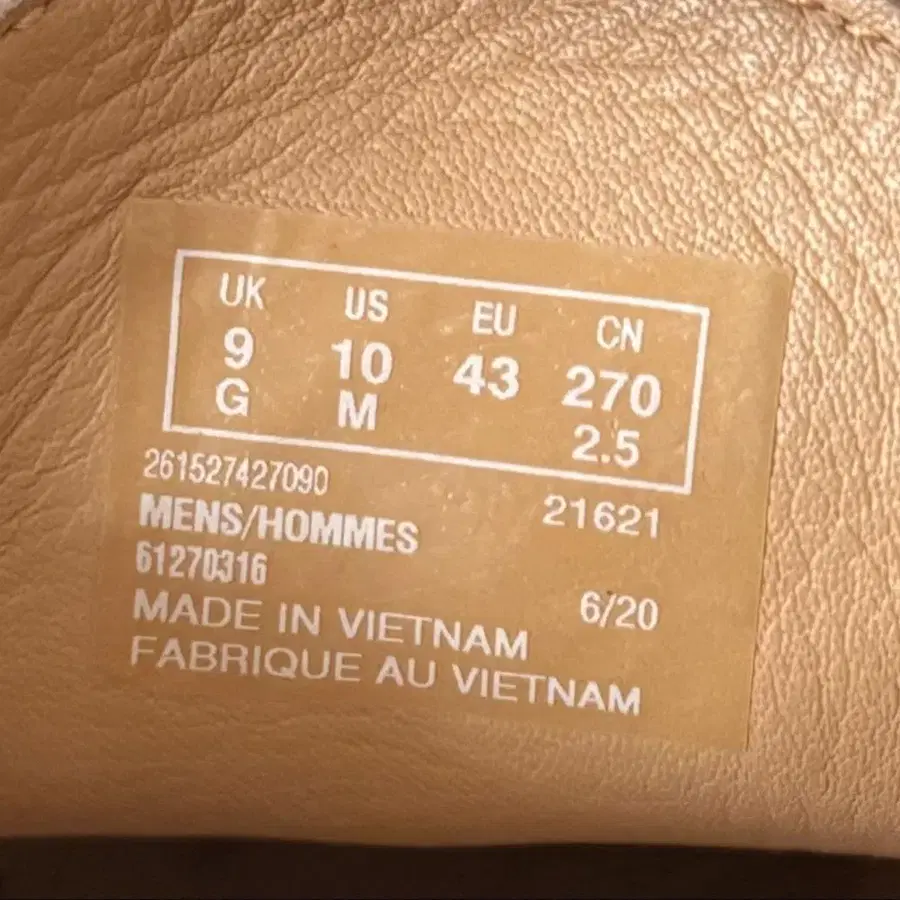 UK US EU CN
9 10 43 270
G M 2.5
261527427090 21621
MENS/HOMMES
61270316 6/20
MADE IN VIETNAM
FABRIQUE AU VIETNAM